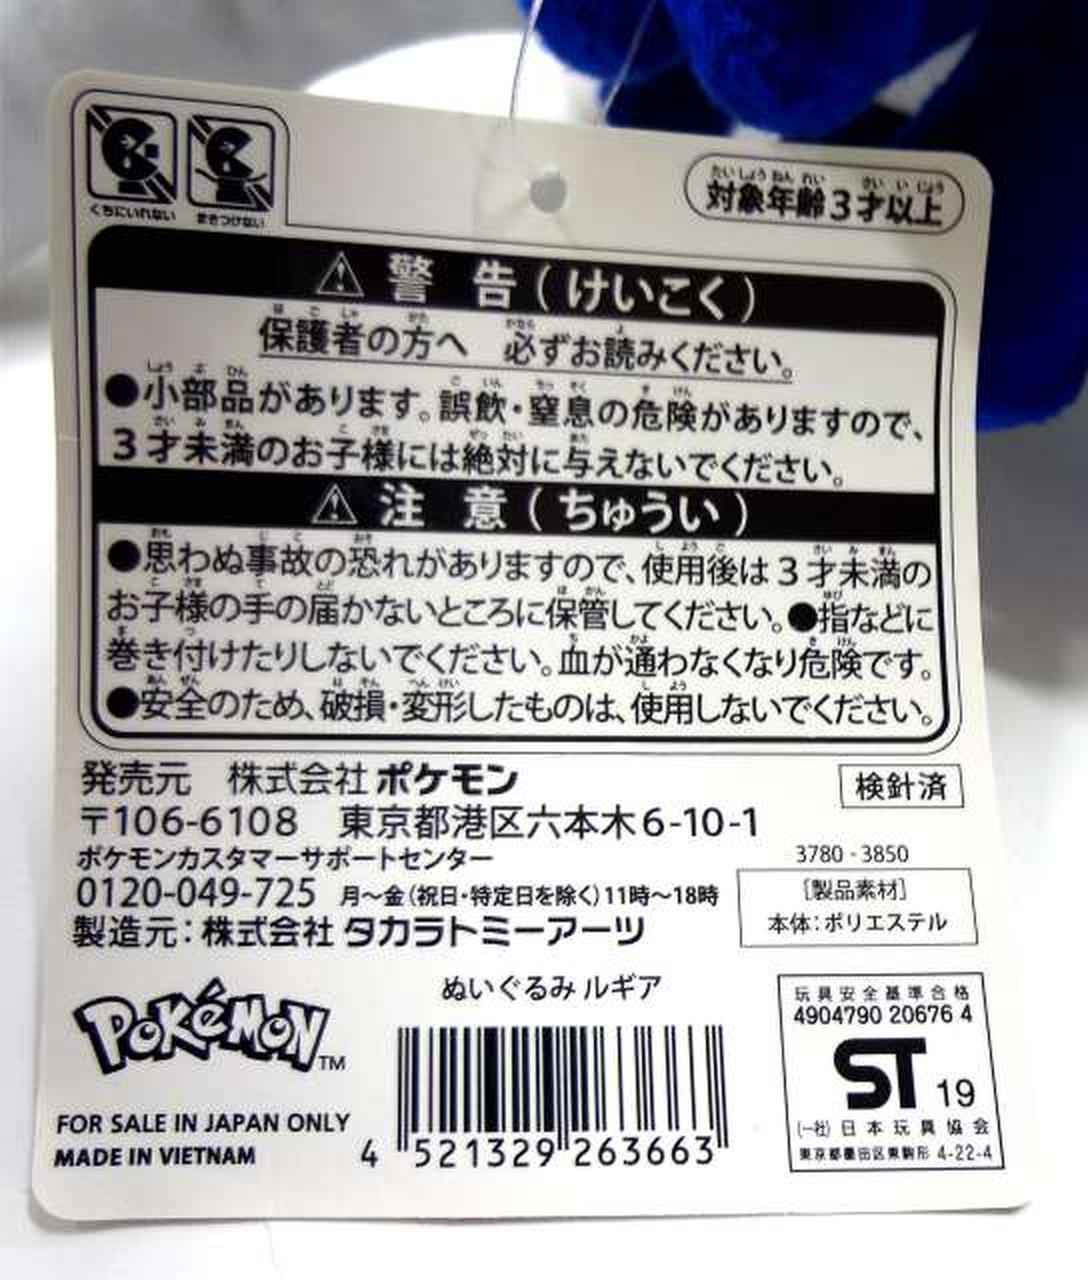 くちにいれない まきつけない
対象年齢3才以上
たいしょうねんれい さいいじょう
⚠ 警 告 ( けいこく )
保護者の方へ 必ずお読みください。
●小部品があります。誤飲・窒息の危険がありますので、
3才未満のお子様には絶対に与えないでください。
⚠ 注 意 ( ちゅうい )
●思わぬ事故の恐れがありますので、使用後は3才未満の
お子様の手の届かないところに保管してください。●指などに
巻き付けたりしないでください。血が通わなくなり危険です。
●安全のため、破損・変形したものは、使用しないでください。
発売元 株式会社 ポケモン
検針済
〒106-6108 東京都港区六本木6-10-1
ポケモンカスタマーサポートセンター
3780 - 3850
0120-049-725 月〜金(祝日・特定日を除く)11時〜18時
[製品素材]
本体:ポリエステル
製造元:株式会社 タカラトミーアーツ
ぬいぐるみ ルギア
POKéMON TM
玩具安全基準合格
4904790 20676 4
ST 19
(一社) 日本玩具協会
東京都墨田区東駒形 4-22-4
FOR SALE IN JAPAN ONLY
MADE IN VIETNAM
4 521329 263663